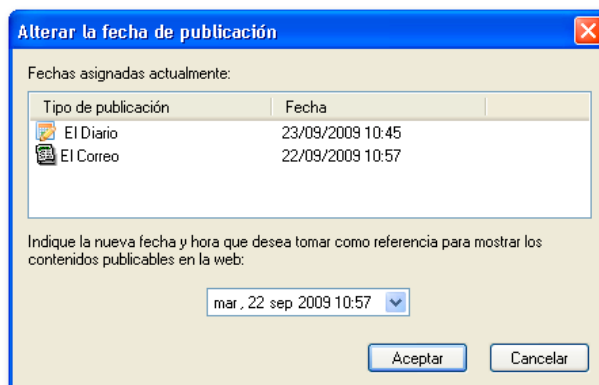 Alterar la fecha de publicación
Fechas asignadas actualmente:
Tipo de publicación Fecha
El Diario 23/09/2009 10:45
El Correo 22/09/2009 10:57
Indique la nueva fecha y hora que desea tomar como referencia para mostrar los
contenidos publicables en la web:
mar , 22 sep 2009 10:57
Aceptar Cancelar